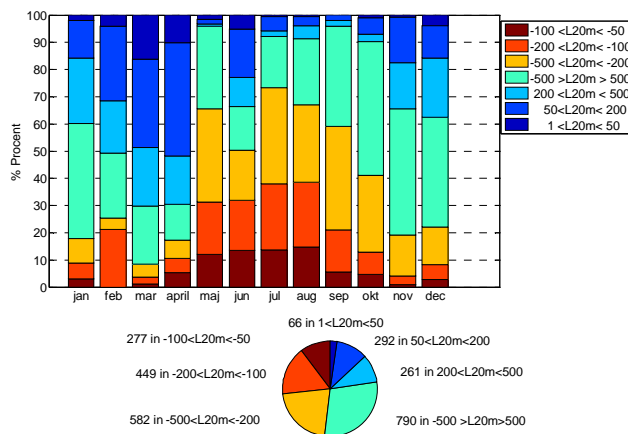 100
90
80
70
60
50
40
30
20
10
0
% Procent
jan feb mar april maj jun jul aug sep okt nov dec
-100 <L20m< -50
-200 <L20m< -100
-500 <L20m< -200
-500 >L20m > 500
200 <L20m < 500
50<L20m< 200
1 <L20m< 50
66 in 1<L20m<50
277 in -100<L20m<-50
292 in 50<L20m<200
449 in -200<L20m<-100
261 in 200<L20m<500
582 in -500<L20m<-200
790 in -500 >L20m>500